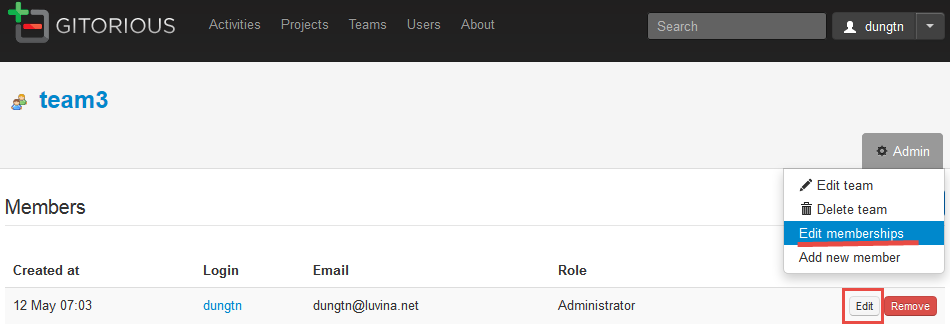 GITORIOUS Activities Projects Teams Users About Search dungtn
team3
Admin
Edit team
Members
Delete team
Edit memberships
Add new member
Created at Login Email Role
12 May 07:03 dungtn dungtn@luvina.net Administrator Edit Remove